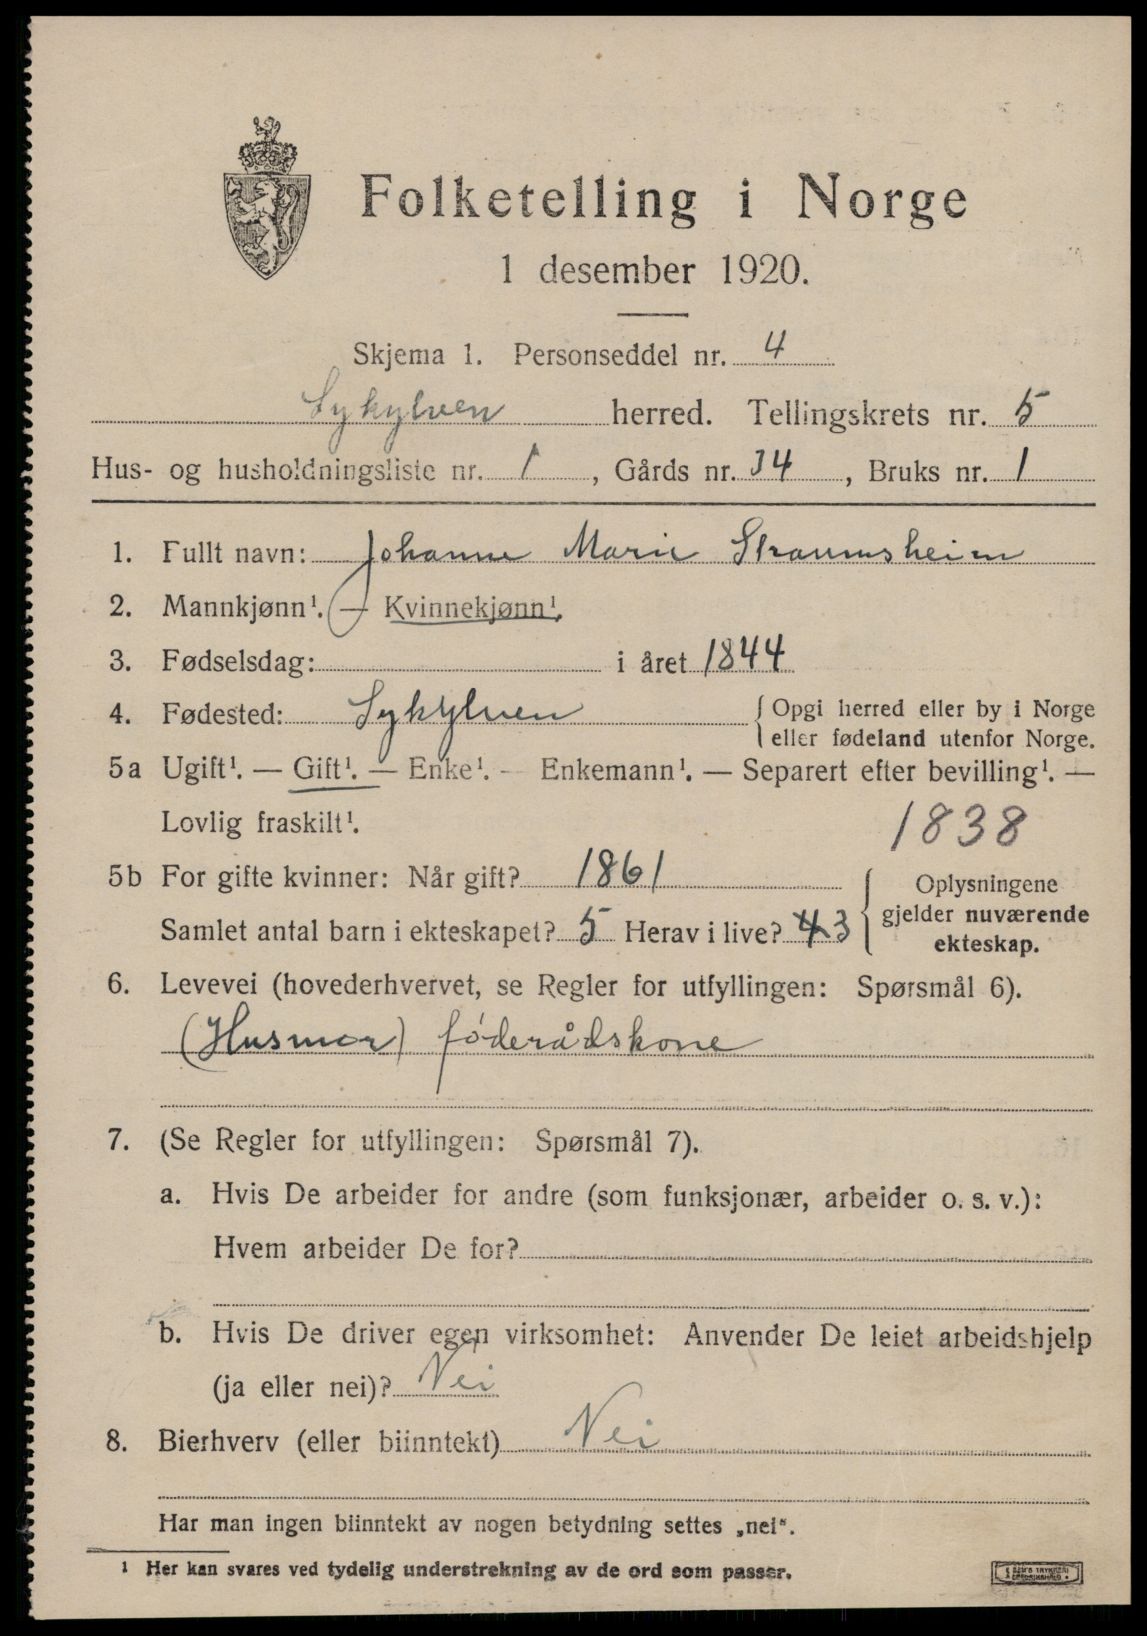 Folketelling i Norge
1 desember 1920.
Skjema 1. Personseddel nr. 4
Sykylven herred. Tellingskrets nr. 5
Hus- og husholdningsliste nr. 1, Gårds nr. 34, Bruks nr. 1
1. Fullt navn: Johanne Marie Straumsheim
2. Mannkjønn¹. — Kvinnekjønn¹.
3. Fødselsdag: i året 1844
4. Fødested: Sykylven { Opgi herred eller by i Norge
eller fødeland utenfor Norge.
5a Ugift¹. — Gift¹. — Enke¹. — Enkemann¹. — Separert efter bevilling¹. —
Lovlig fraskilt¹. 1838
5b For gifte kvinner: Når gift? 1861
Samlet antal barn i ekteskapet? 5 Herav i live? 4 3
{ Oplysningene
gjelder nuværende
ekteskap.
6. Levevei (hovederhvervet, se Regler for utfyllingen: Spørsmål 6).
(Husmor) føderådskone
7. (Se Regler for utfyllingen: Spørsmål 7).
a. Hvis De arbeider for andre (som funksjonær, arbeider o. s. v.):
Hvem arbeider De for?
b. Hvis De driver egen virksomhet: Anvender De leiet arbeidshjelp
(ja eller nei)? Nei
8. Bierhverv (eller biinntekt) Nei
Har man ingen biinntekt av nogen betydning settes „nei“.
¹ Her kan svares ved tydelig understrekning av de ord som passer.